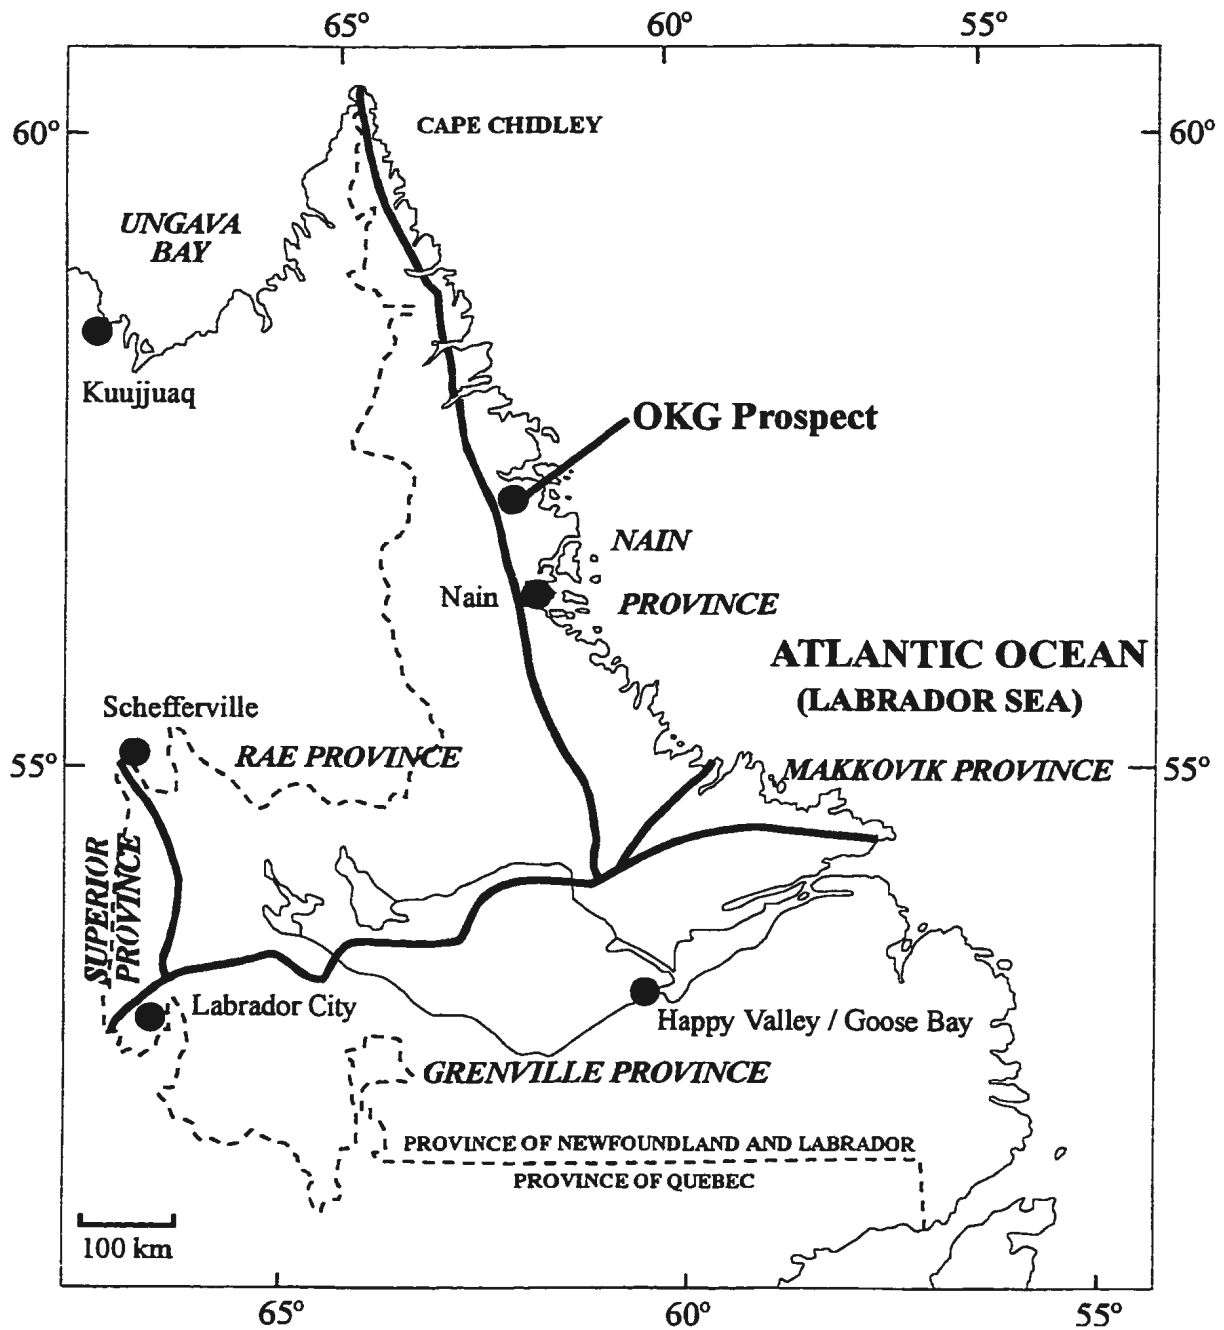 65° 60° 55°
60° CAPE CHIDLEY 60°
UNGAVA
BAY
Kuujjuaq
OKG Prospect
NAIN
Nain PROVINCE
ATLANTIC OCEAN
(LABRADOR SEA)
Schefferville
RAE PROVINCE
55° MAKKOVIK PROVINCE 55°
SUPERIOR
PROVINCE
Labrador City
Happy Valley / Goose Bay
GRENVILLE PROVINCE
PROVINCE OF NEWFOUNDLAND AND LABRADOR
PROVINCE OF QUEBEC
100 km
65° 60° 55°